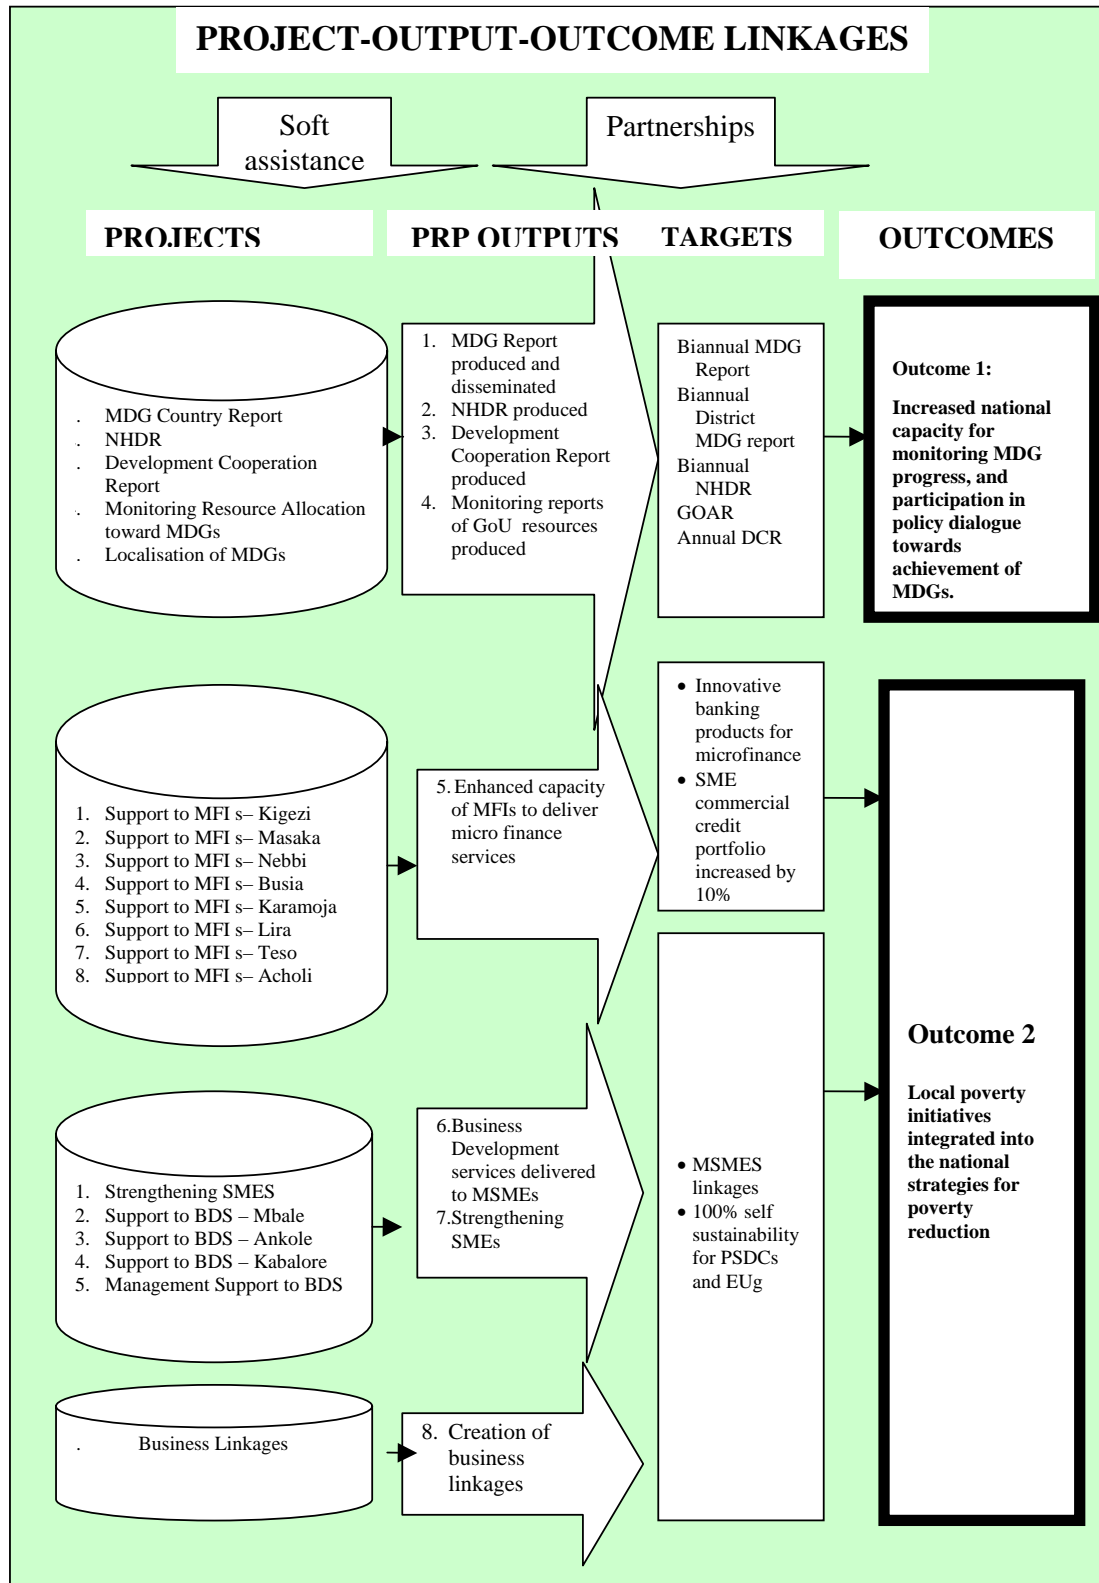 PROJECT-OUTPUT-OUTCOME LINKAGES
Soft
assistance
Partnerships
PROJECTS
PRP OUTPUTS
TARGETS
OUTCOMES
. MDG Country Report
. NHDR
. Development Cooperation
Report
. Monitoring Resource Allocation
toward MDGs
. Localisation of MDGs
1. MDG Report
produced and
disseminated
2. NHDR produced
3. Development
Cooperation Report
produced
4. Monitoring reports
of GoU resources
produced
Biannual MDG
Report
Biannual
District
MDG report
Biannual
NHDR
GOAR
Annual DCR
Outcome 1:
Increased national
capacity for
monitoring MDG
progress, and
participation in
policy dialogue
towards
achievement of
MDGs.
1. Support to MFI s– Kigezi
2. Support to MFI s– Masaka
3. Support to MFI s– Nebbi
4. Support to MFI s– Busia
5. Support to MFI s– Karamoja
6. Support to MFI s– Lira
7. Support to MFI s– Teso
8. Support to MFI s– Acholi
5. Enhanced capacity
of MFIs to deliver
micro finance
services
• Innovative
banking
products for
microfinance
• SME
commercial
credit
portfolio
increased by
10%
1. Strengthening SMES
2. Support to BDS – Mbale
3. Support to BDS – Ankole
4. Support to BDS – Kabalore
5. Management Support to BDS
6.Business
Development
services delivered
to MSMEs
7.Strengthening
SMEs
• MSMES
linkages
• 100% self
sustainability
for PSDCs
and EUg
Outcome 2
Local poverty
initiatives
integrated into
the national
strategies for
poverty
reduction
. Business Linkages
8. Creation of
business
linkages